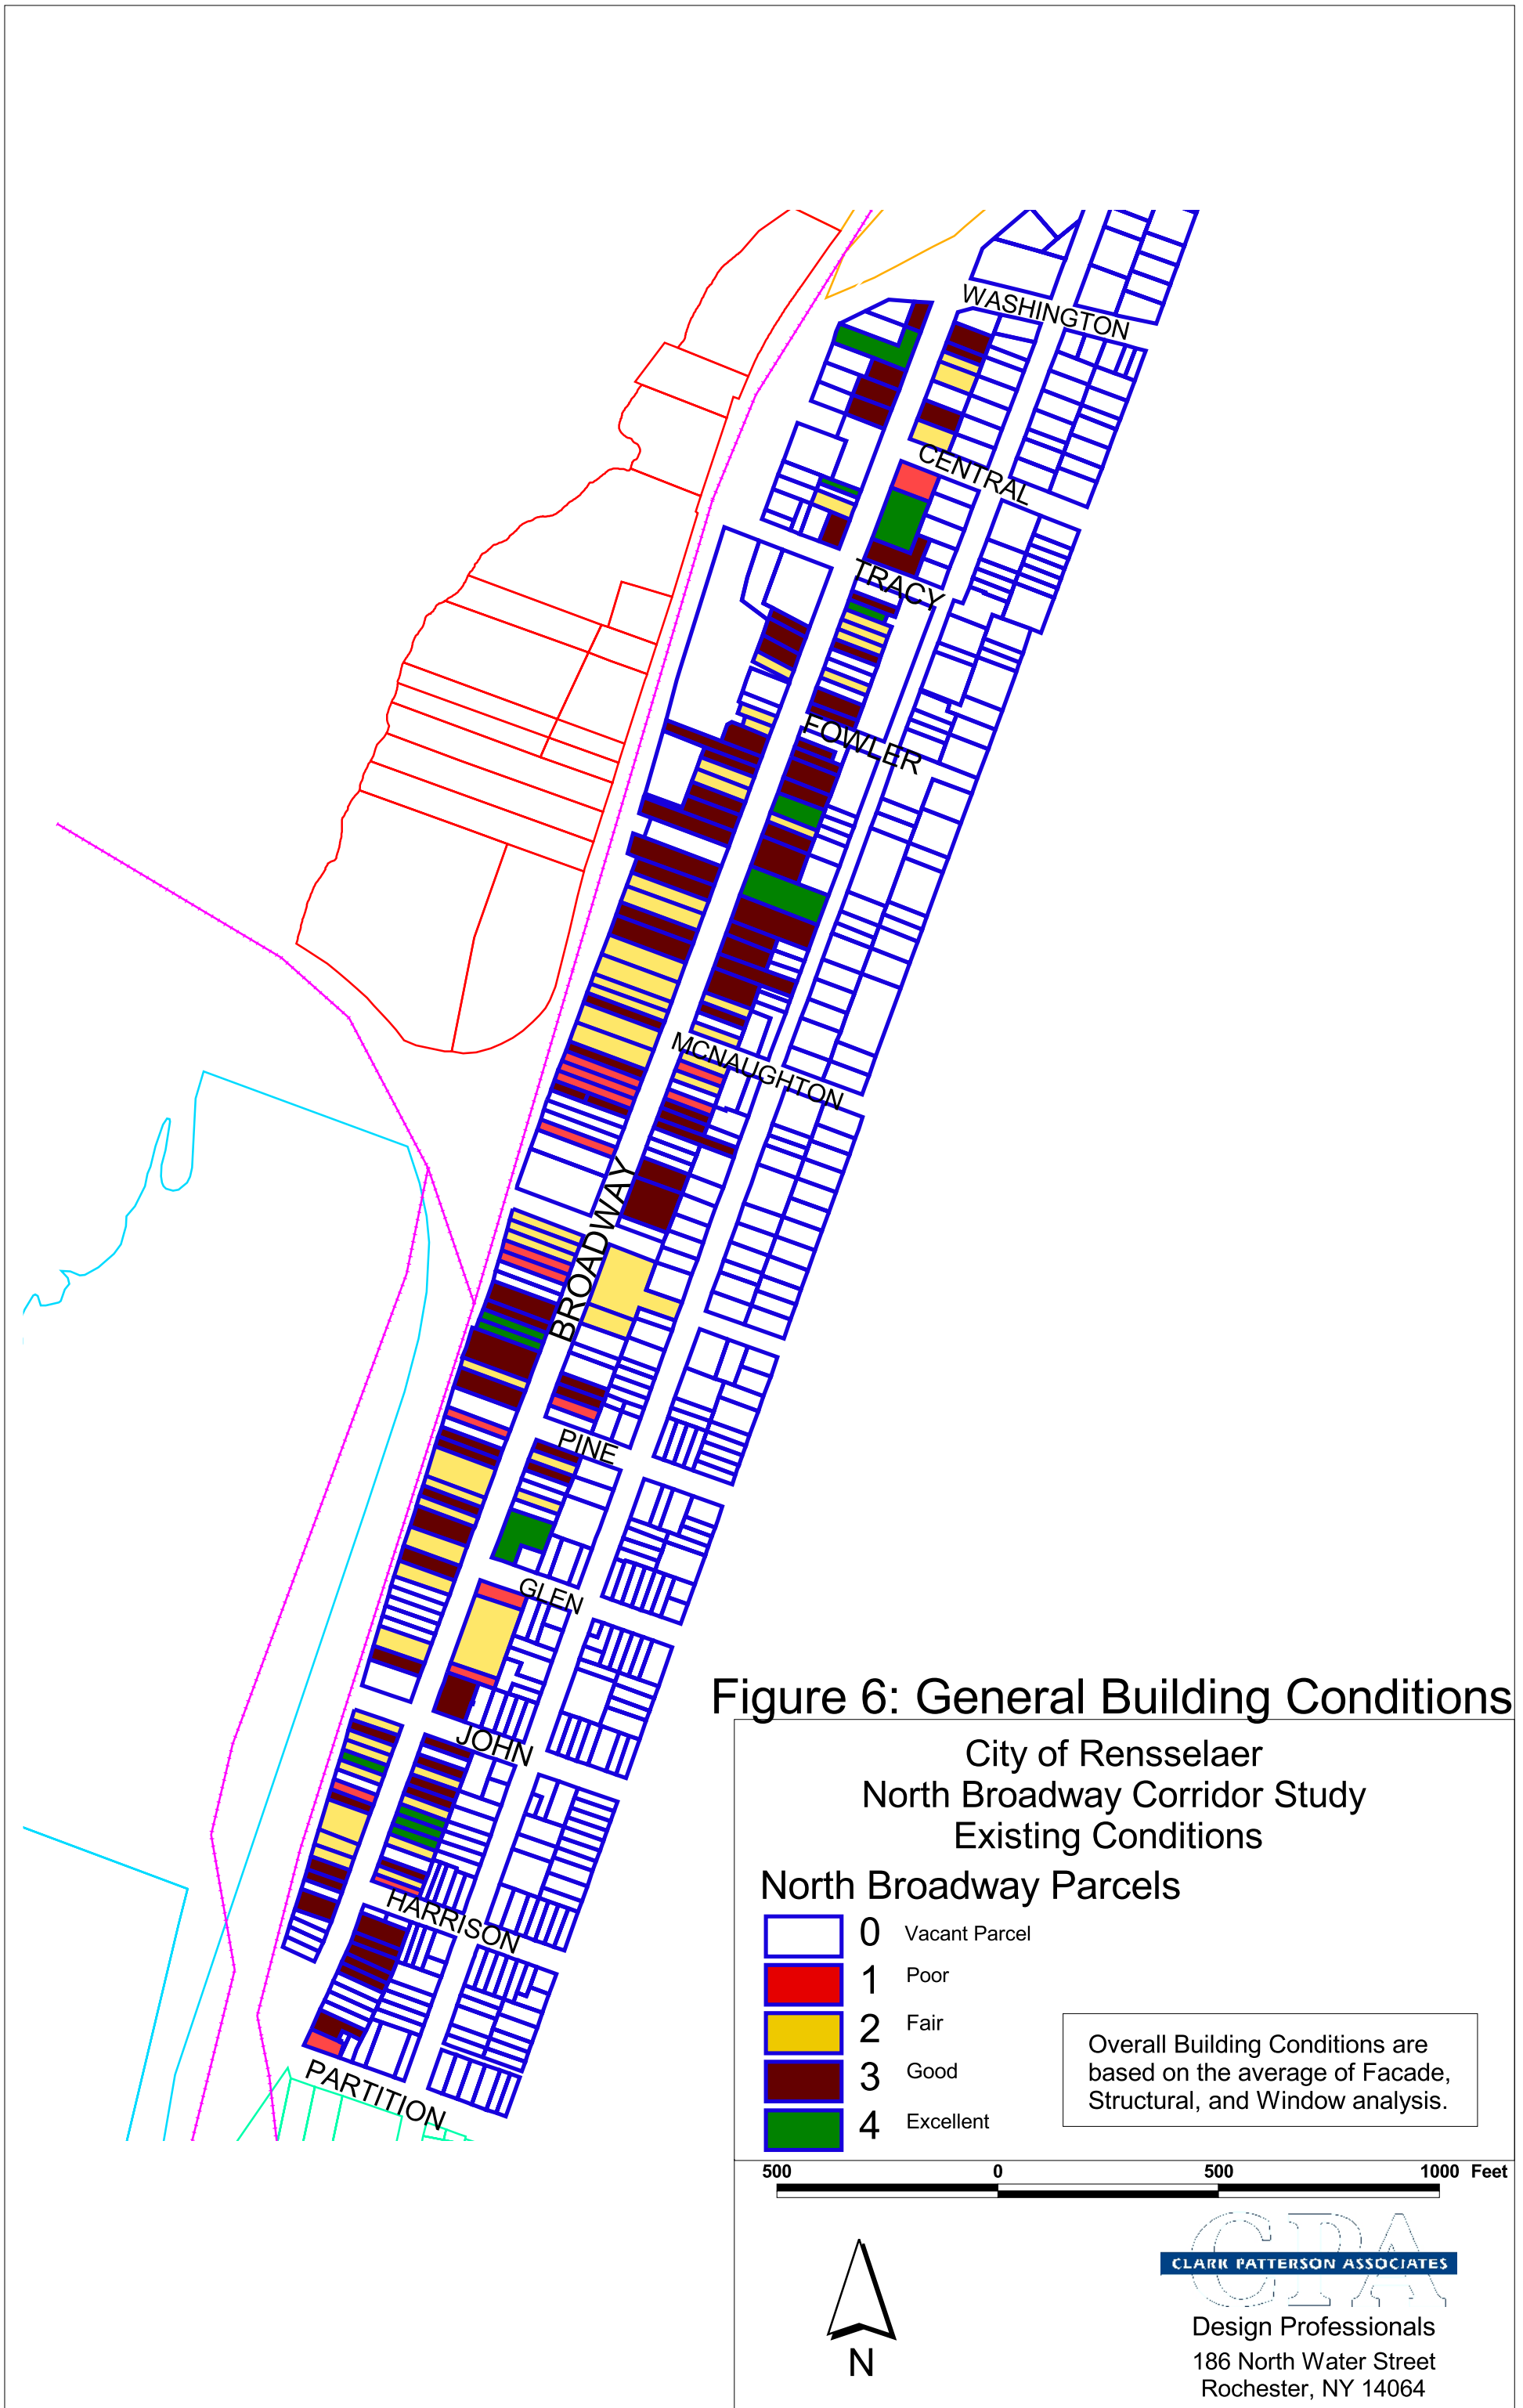 WASHINGTON
CENTRAL
TRACY
FOWLER
MCNAUGHTON
BROADWAY
PINE
GLEN
JOHN
HARRISON
PARTITION
Figure 6: General Building Conditions
City of Rensselaer
North Broadway Corridor Study
Existing Conditions
North Broadway Parcels
0 Vacant Parcel
1 Poor
2 Fair
3 Good
4 Excellent
Overall Building Conditions are
based on the average of Facade,
Structural, and Window analysis.
500 0 500 1000 Feet
N
CPA
CLARK PATTERSON ASSOCIATES
Design Professionals
186 North Water Street
Rochester, NY 14064